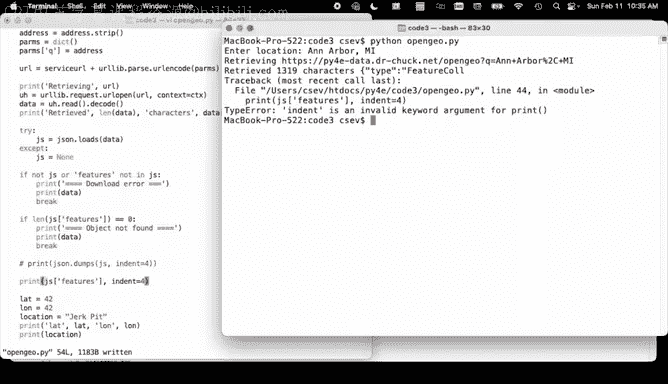 Terminal Shell Edit View Window Help
Sun Feb 11 10:35 AM
code3 — vi opengeo.py
address = address.strip()
parms = dict()
parms['q'] = address
url = serviceurl + urllib.parse.urlencode(parms)
print('Retrieving', url)
uh = urllib.request.urlopen(url, context=ctx)
data = uh.read().decode()
print('Retrieved', len(data), 'characters', da
try:
js = json.loads(data)
except:
js = None
if not js or 'features' not in js:
print('==== Download error ===')
print(data)
break
if len(js['features']) == 0:
print('==== Object not found ====')
print(data)
break
# print(json.dumps(js, indent=4))
print(js['features'], indent=4)
lat = 42
lon = 42
location = "Jerk Pit"
print('lat', lat, 'lon', lon)
print(location)
"opengeo.py" 54L, 1183B written
code3 — -bash — 83×30
MacBook-Pro-522:code3 csev$ python opengeo.py
Enter location: Ann Arbor, MI
Retrieving https://py4e-data.dr-chuck.net/opengeo?q=Ann+Arbor%2C+MI
Retrieved 1319 characters {"type":"FeatureColl
Traceback (most recent call last):
File "/Users/csev/htdocs/py4e/code3/opengeo.py", line 44, in <module>
print(js['features'], indent=4)
TypeError: 'indent' is an invalid keyword argument for print()
MacBook-Pro-522:code3 csev$